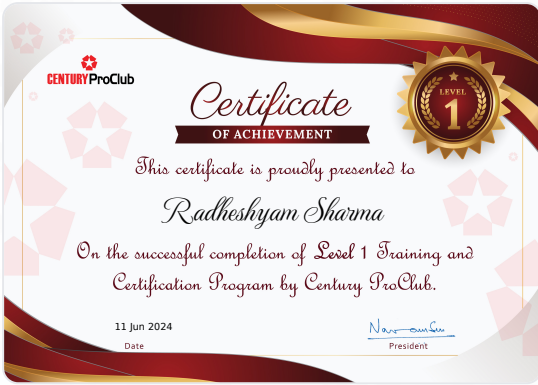 CENTURY ProClub
LEVEL
1
Certificate
OF ACHIEVEMENT
This certificate is proudly presented to
Radheshyam Sharma
On the successful completion of Level 1 Training and
Certification Program by Century ProClub.
11 Jun 2024
Date
President